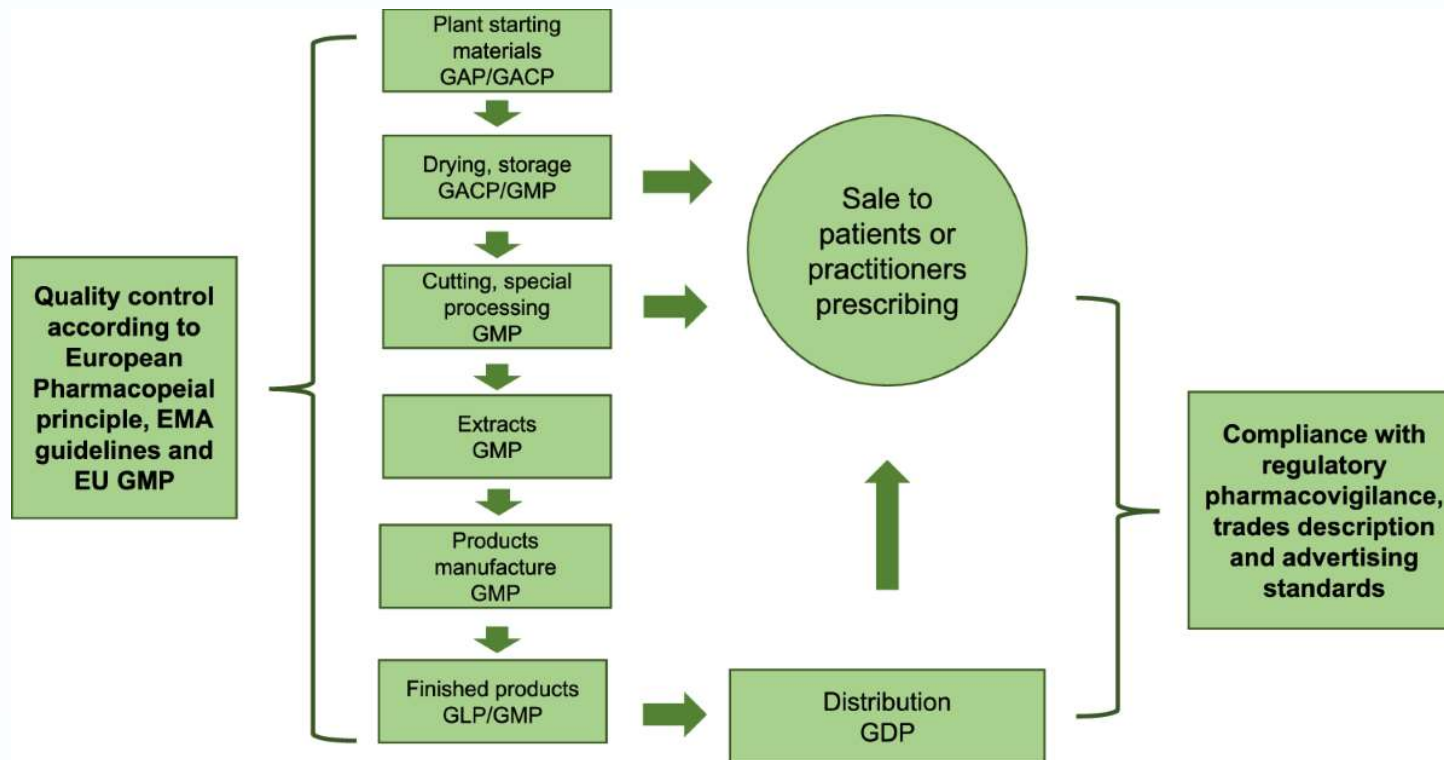 Plant starting
materials
GAP/GACP
Drying, storage
GACP/GMP
Cutting, special
processing
GMP
Extracts
GMP
Products
manufacture
GMP
Finished products
GLP/GMP
Quality control
according to
European
Pharmacopeial
principle, EMA
guidelines and
EU GMP
Sale to
patients or
practitioners
prescribing
Distribution
GDP
Compliance with
regulatory
pharmacovigilance,
trades description
and advertising
standards